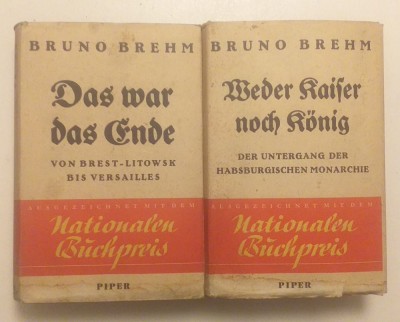 BRUNO BREHM
Das war
das Ende
VON BREST-LITOWSK
BIS VERSAILLES
AUSGEZEICHNET MIT DEM
Nationalen
Buchpreis
PIPER
BRUNO BREHM
Weder Kaiser
noch König
DER UNTERGANG DER
HABSBURGISCHEN MONARCHIE
AUSGEZEICHNET MIT DEM
Nationalen
Buchpreis
PIPER